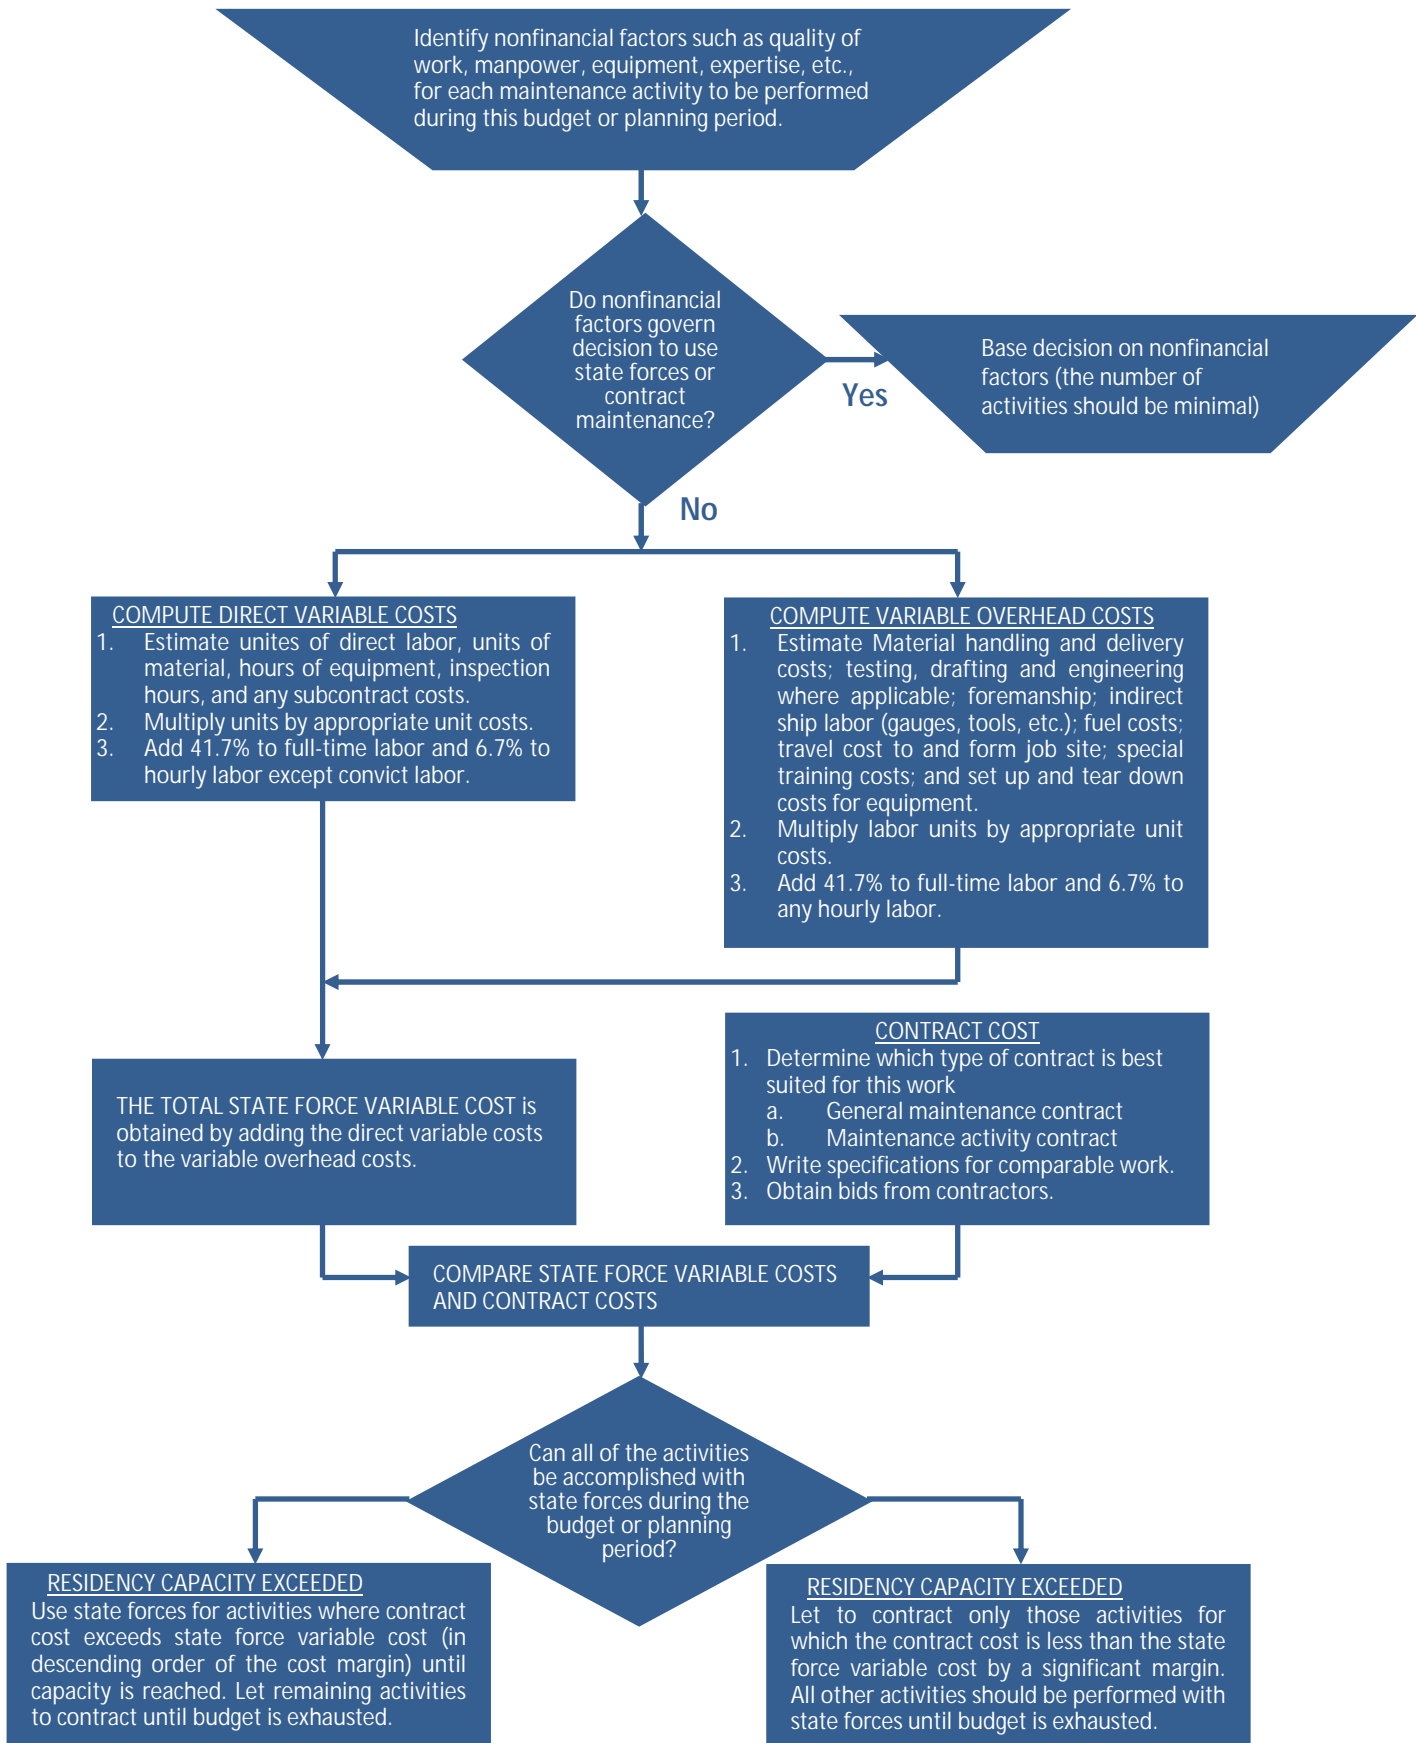 Identify nonfinancial factors such as quality of
work, manpower, equipment, expertise, etc.,
for each maintenance activity to be performed
during this budget or planning period.
Do nonfinancial
factors govern
decision to use
state forces or
contract
maintenance?
Yes
Base decision on nonfinancial
factors (the number of
activities should be minimal)
No
COMPUTE DIRECT VARIABLE COSTS
1. Estimate unites of direct labor, units of
material, hours of equipment, inspection
hours, and any subcontract costs.
2. Multiply units by appropriate unit costs.
3. Add 41.7% to full-time labor and 6.7% to
hourly labor except convict labor.
COMPUTE VARIABLE OVERHEAD COSTS
1. Estimate Material handling and delivery
costs; testing, drafting and engineering
where applicable; foremanship; indirect
ship labor (gauges, tools, etc.); fuel costs;
travel cost to and form job site; special
training costs; and set up and tear down
costs for equipment.
2. Multiply labor units by appropriate unit
costs.
3. Add 41.7% to full-time labor and 6.7% to
any hourly labor.
THE TOTAL STATE FORCE VARIABLE COST is
obtained by adding the direct variable costs
to the variable overhead costs.
CONTRACT COST
1. Determine which type of contract is best
suited for this work
a. General maintenance contract
b. Maintenance activity contract
2. Write specifications for comparable work.
3. Obtain bids from contractors.
COMPARE STATE FORCE VARIABLE COSTS
AND CONTRACT COSTS
Can all of the activities
be accomplished with
state forces during the
budget or planning
period?
RESIDENCY CAPACITY EXCEEDED
Use state forces for activities where contract
cost exceeds state force variable cost (in
descending order of the cost margin) until
capacity is reached. Let remaining activities
to contract until budget is exhausted.
RESIDENCY CAPACITY EXCEEDED
Let to contract only those activities for
which the contract cost is less than the state
force variable cost by a significant margin.
All other activities should be performed with
state forces until budget is exhausted.